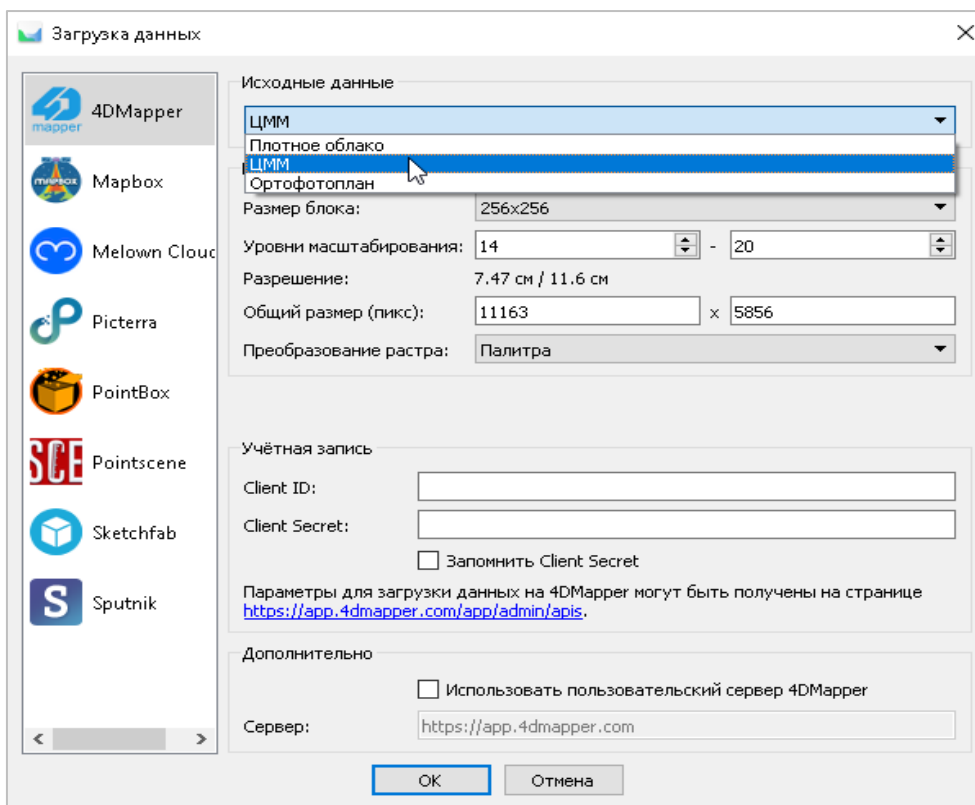 Загрузка данных
4DMapper
mapper
Mapbox
mapbox
Melown Clouc
Picterra
PointBox
SCE
Pointscene
Sketchfab
S
Sputnik
Исходные данные
ЦММ
Плотное облако
ЦММ
Ортофотоплан
Размер блока: 256x256
Уровни масштабирования: 14 - 20
Разрешение: 7.47 см / 11.6 см
Общий размер (пикс): 11163 x 5856
Преобразование растра: Палитра
Учётная запись
Client ID:
Client Secret:
Запомнить Client Secret
Параметры для загрузки данных на 4DMapper могут быть получены на странице
https://app.4dmapper.com/app/admin/apis.
Дополнительно
Использовать пользовательский сервер 4DMapper
Сервер: https://app.4dmapper.com
OK Отмена